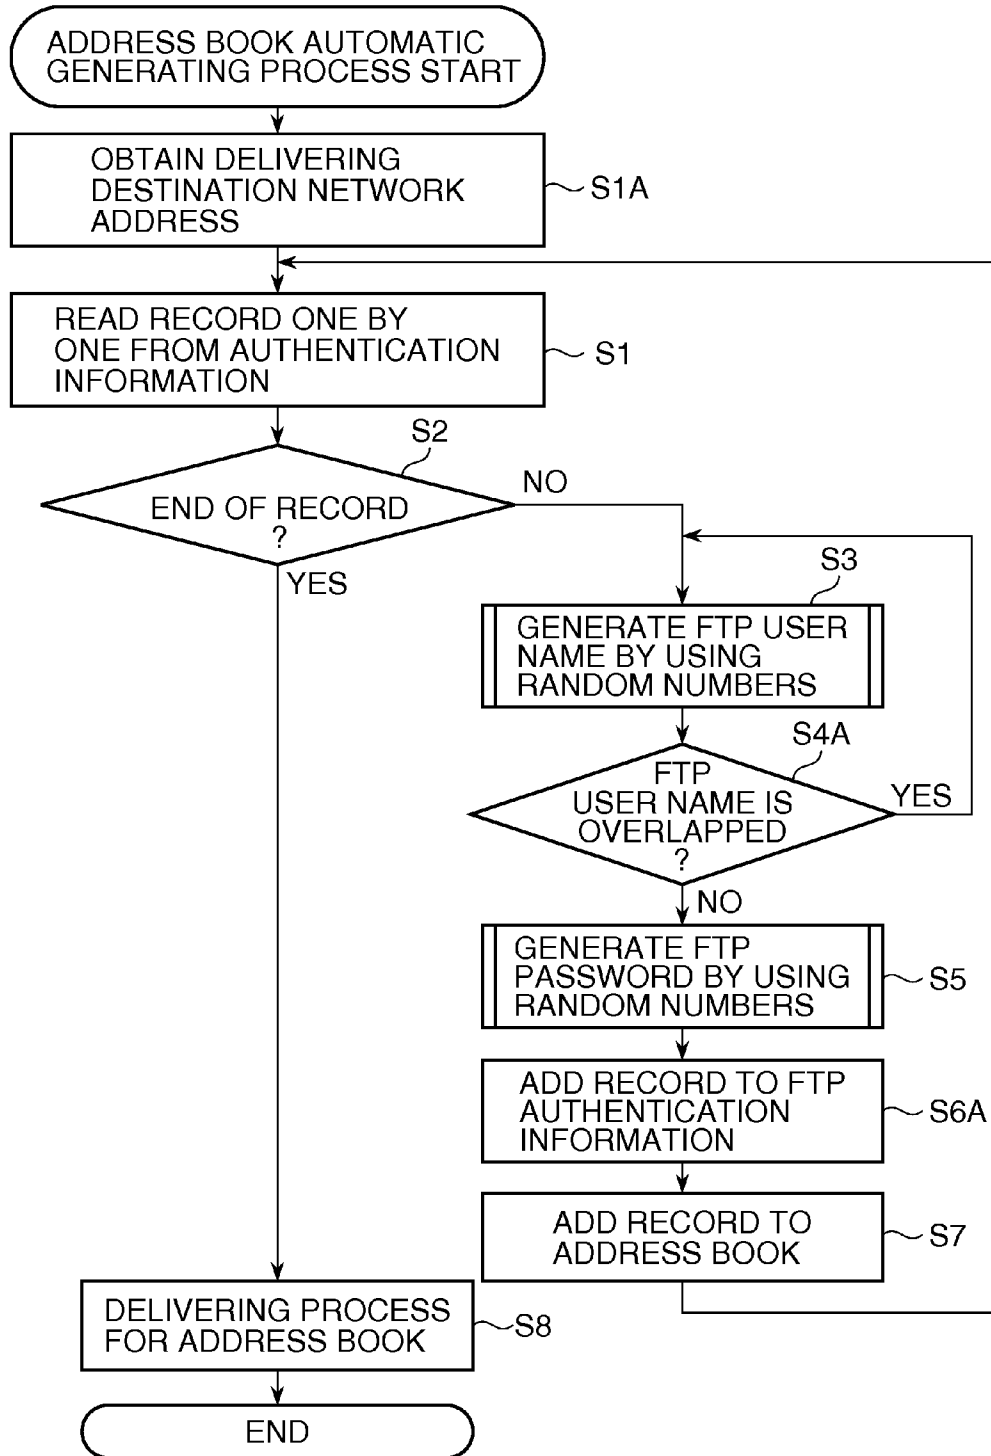 ADDRESS BOOK AUTOMATIC
GENERATING PROCESS START
OBTAIN DELIVERING
DESTINATION NETWORK
ADDRESS
S1A
READ RECORD ONE BY
ONE FROM AUTHENTICATION
INFORMATION
S1
S2
END OF RECORD
?
NO
YES
S3
GENERATE FTP USER
NAME BY USING
RANDOM NUMBERS
S4A
FTP
USER NAME IS
OVERLAPPED
?
YES
NO
GENERATE FTP
PASSWORD BY USING
RANDOM NUMBERS
S5
ADD RECORD TO FTP
AUTHENTICATION
INFORMATION
S6A
ADD RECORD TO
ADDRESS BOOK
S7
DELIVERING PROCESS
FOR ADDRESS BOOK
S8
END